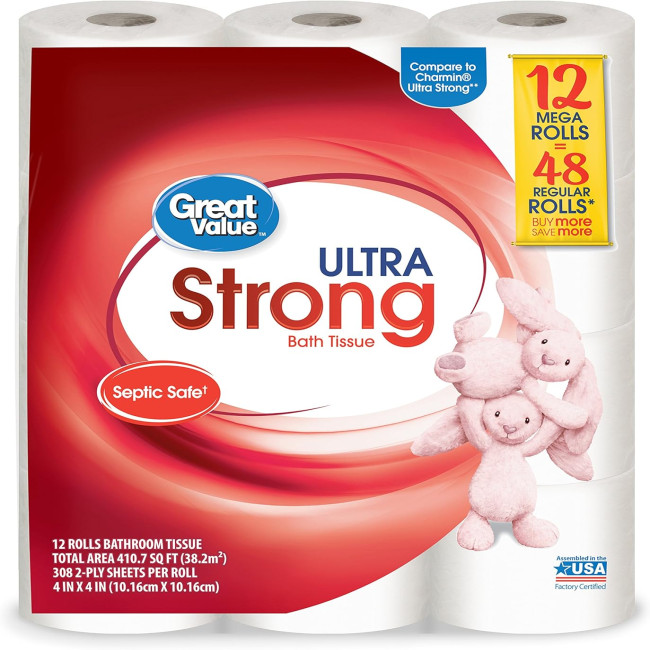 Compare to
Charmin®
Ultra Strong**
12
MEGA
ROLLS
=
48
REGULAR
ROLLS*
BUY more
SAVE more
Great
Value™
ULTRA
Strong
Bath Tissue
Septic Safe†
12 ROLLS BATHROOM TISSUE
TOTAL AREA 410.7 SQ FT (38.2m²)
308 2-PLY SHEETS PER ROLL
4 IN X 4 IN (10.16cm X 10.16cm)
Assembled in the
USA
Factory Certified